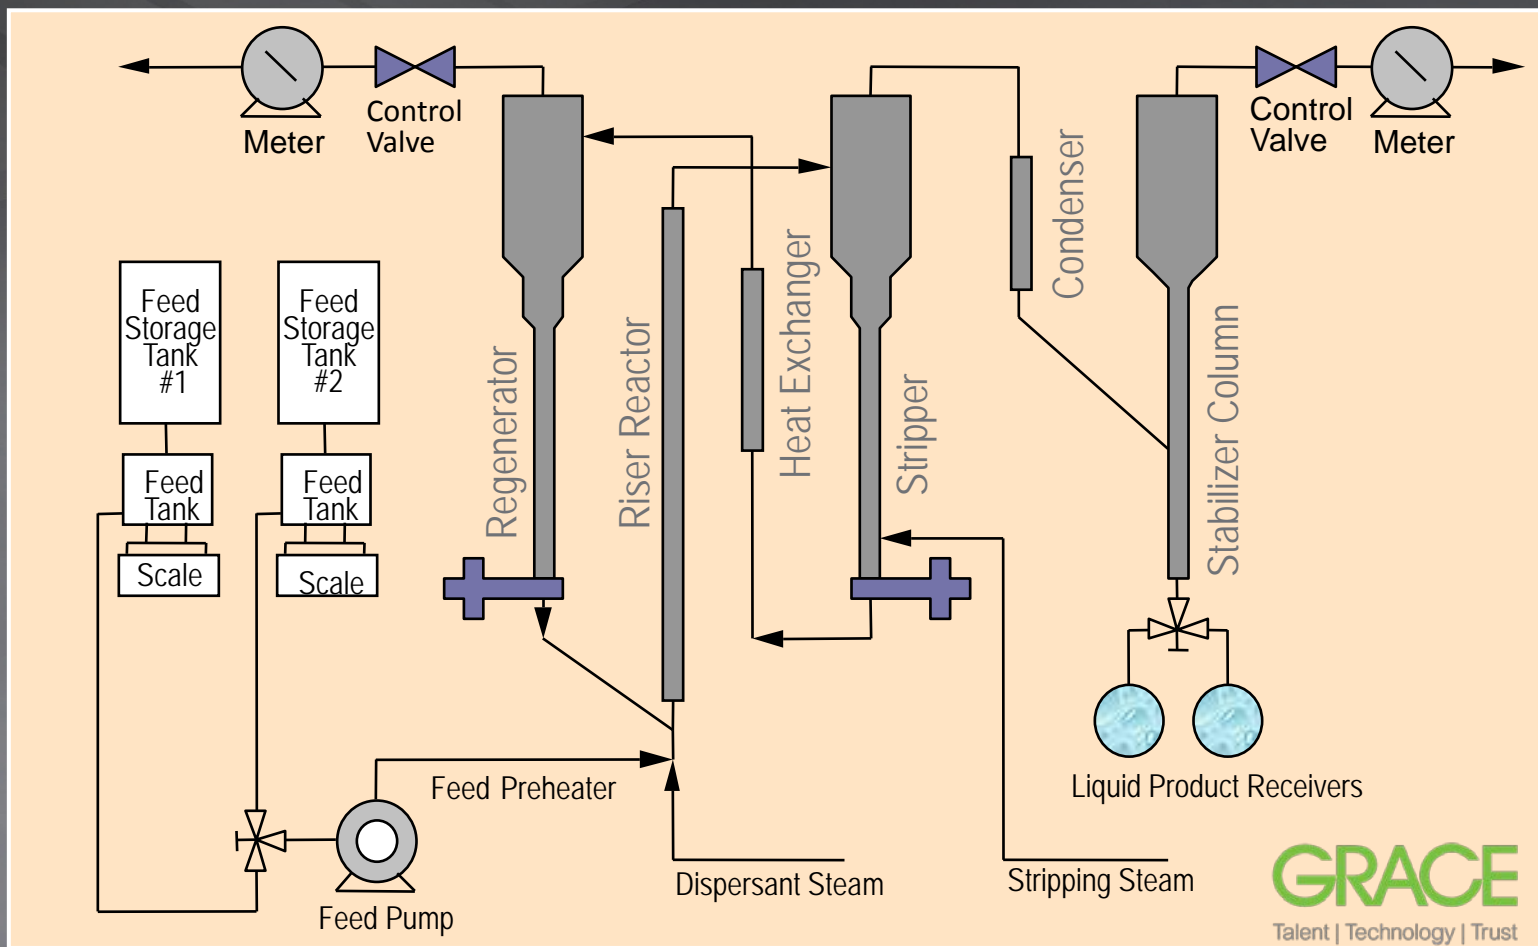 Meter
Control
Valve
Control
Valve
Meter
Feed
Storage
Tank
#1
Feed
Storage
Tank
#2
Feed
Tank
Feed
Tank
Scale
Scale
Regenerator
Riser Reactor
Heat Exchanger
Stripper
Condenser
Stabilizer Column
Feed Preheater
Feed Pump
Dispersant Steam
Stripping Steam
Liquid Product Receivers
GRACE
Talent | Technology | Trust